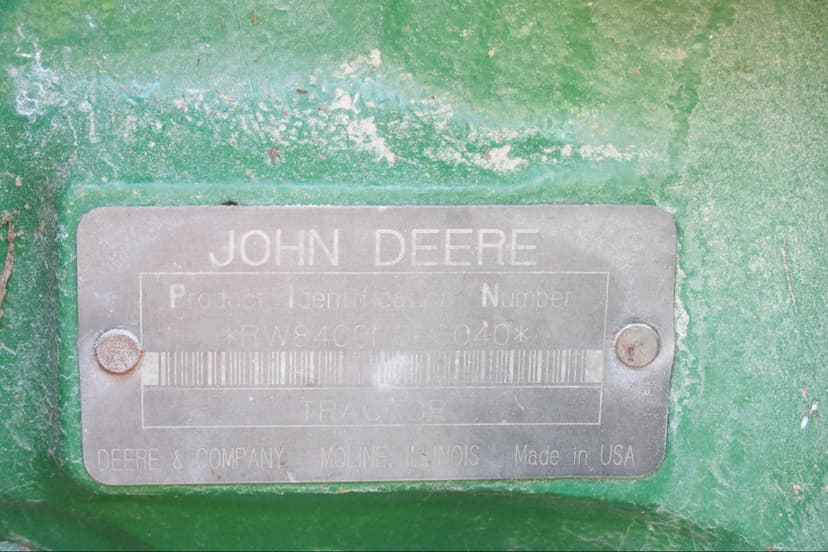 JOHN DEERE
Product Identification Number
TRACTOR
DEERE & COMPANY MOLINE, ILLINOIS Made in USA